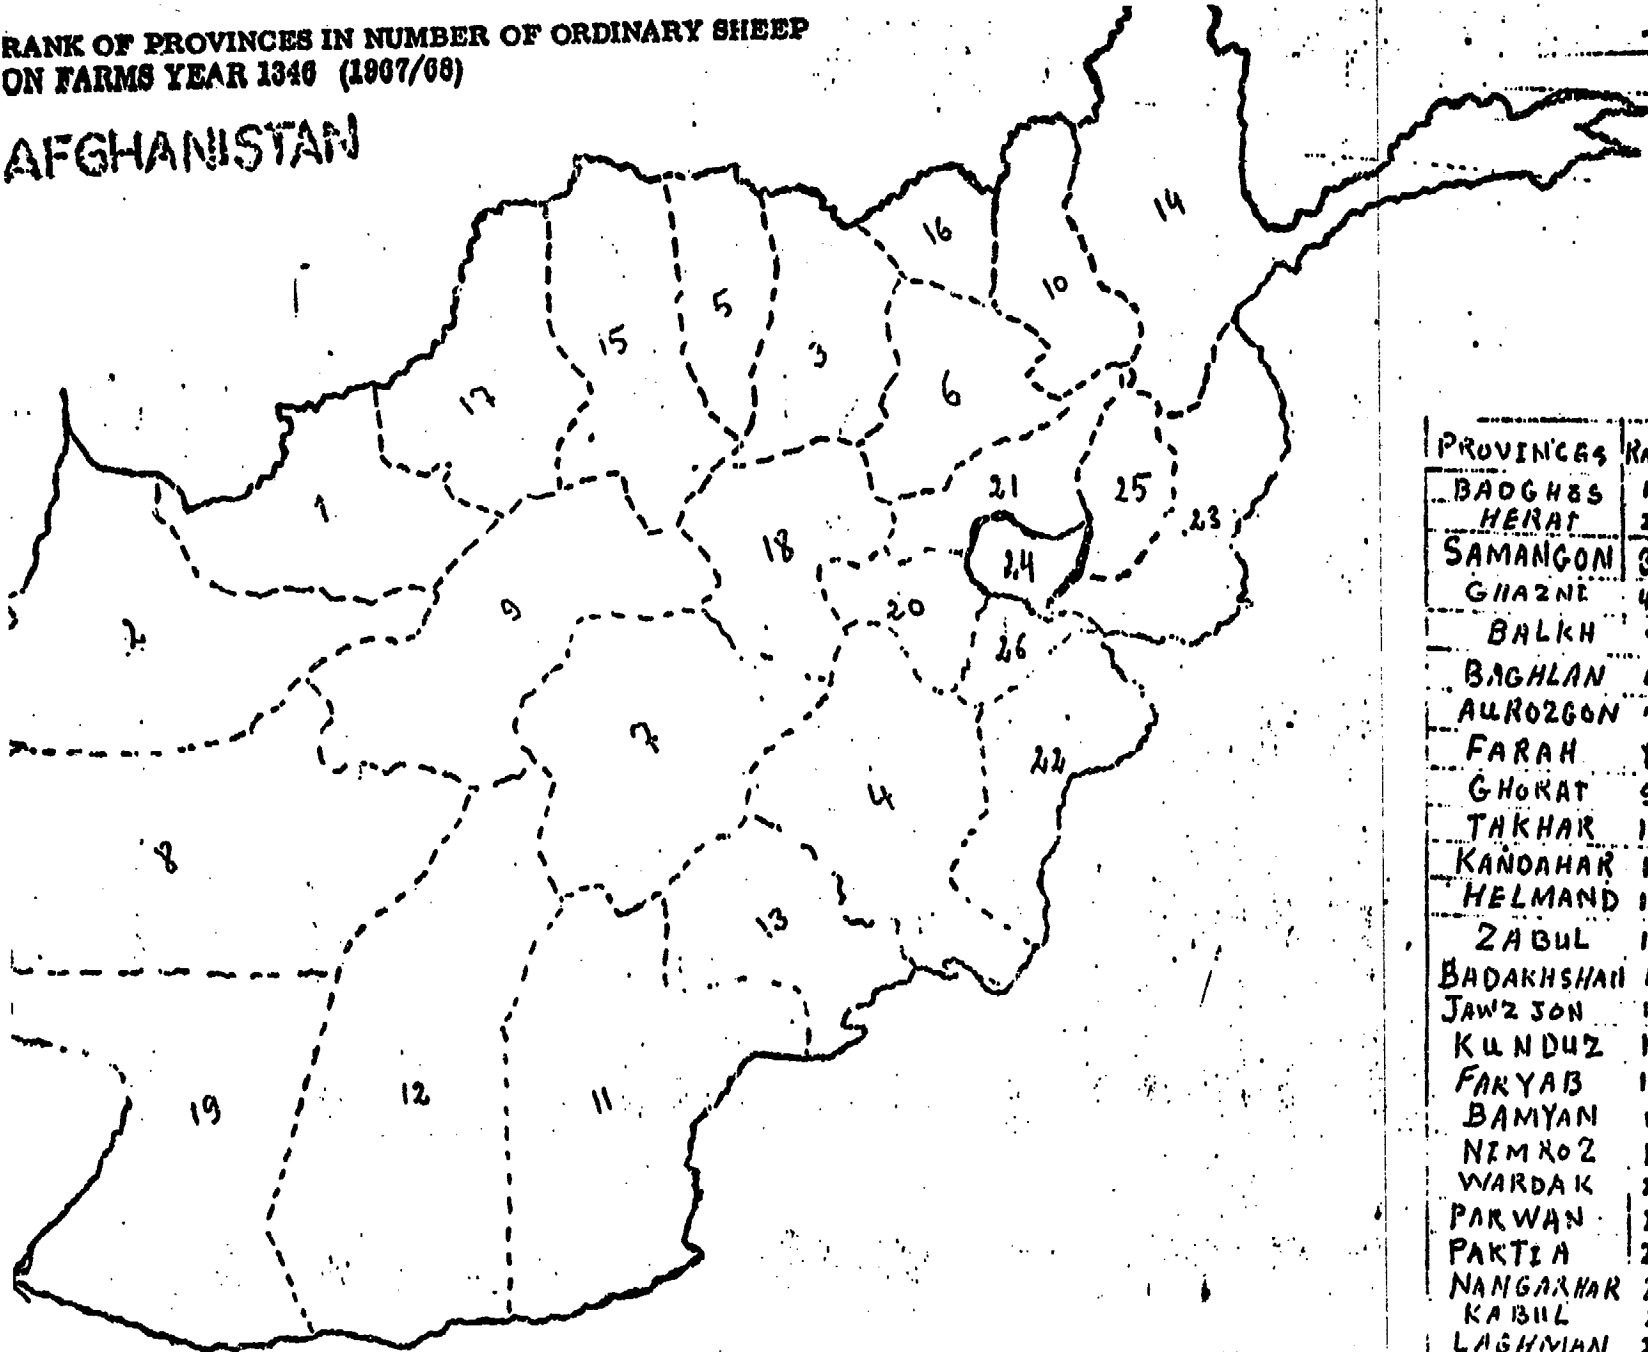 RANK OF PROVINCES IN NUMBER OF ORDINARY SHEEP
ON FARMS YEAR 1346 (1967/68)
AFGHANISTAN
14
16
10
5
15
3
6
17
21
25
1
23
18
24
9
20
2
26
7
22
4
8
13
12
11
19
PROVINCES
BADGHES
HERAT
SAMANGON 3
GHAZNI 4
BALKH
BAGHLAN
AUROZGON
FARAH
GHORAT
TAKHAR
KANDAHAR
HELMAND
ZABUL
BADAKHSHAN
JAWZJON
KUNDUZ
FARYAB
BAMYAN
NIMROZ
WARDAK
PARWAN
PAKTIA
NANGARHAR
KABUL
LAGHMAN